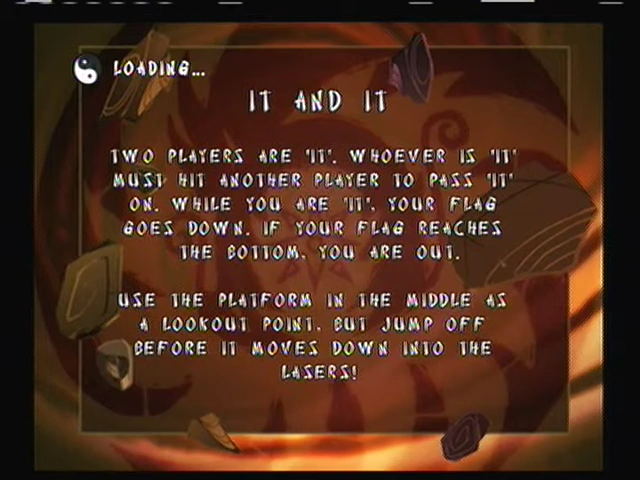 LOADING...
IT AND IT
TWO PLAYERS ARE 'IT'. WHOEVER IS 'IT'
MUST HIT ANOTHER PLAYER TO PASS 'IT'
ON. WHILE YOU ARE 'IT', YOUR FLAG
GOES DOWN. IF YOUR FLAG REACHES
THE BOTTOM, YOU ARE OUT.
USE THE PLATFORM IN THE MIDDLE AS
A LOOKOUT POINT, BUT JUMP OFF
BEFORE IT MOVES DOWN INTO THE
LASERS!